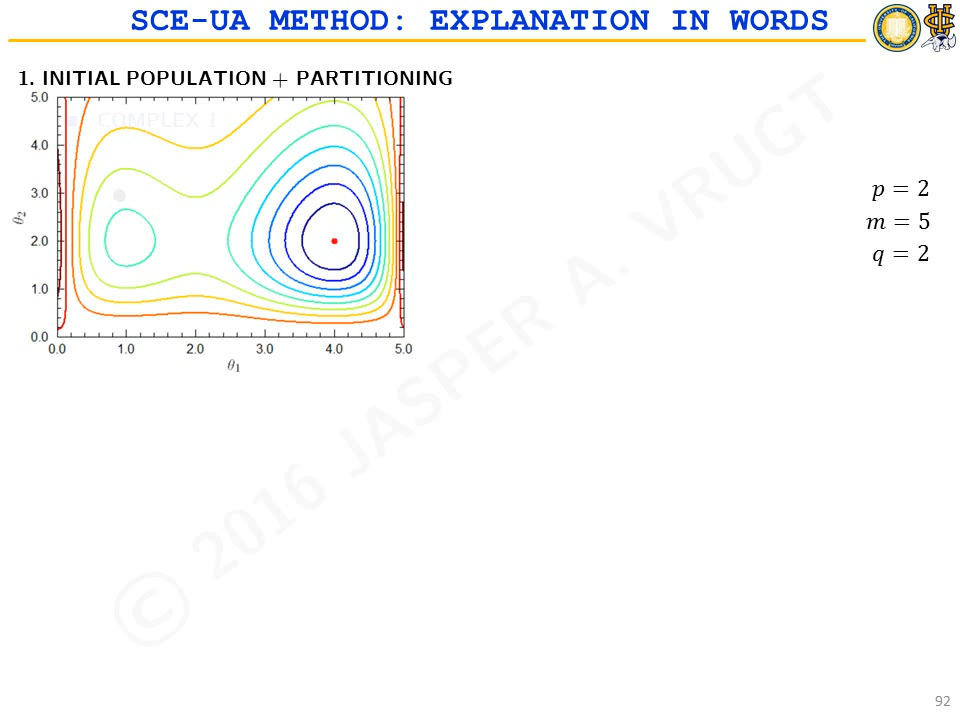 SCE-UA METHOD: EXPLANATION IN WORDS
1. INITIAL POPULATION + PARTITIONING
COMPLEX 1
5.0
4.0
3.0
2.0
1.0
0.0
θ2
0.0 1.0 2.0 3.0 4.0 5.0
θ1
p = 2
m = 5
q = 2
© 2016 JASPER A. VRUGT
92